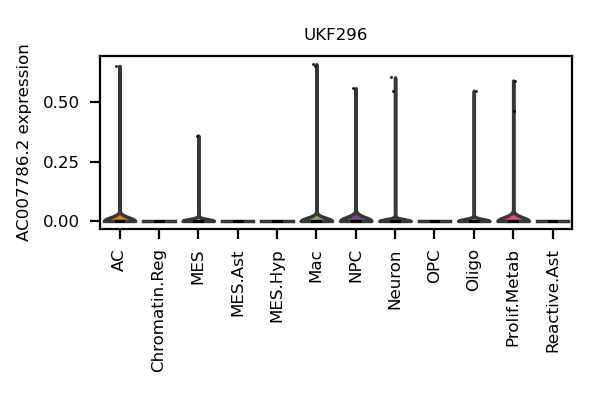 UKF296
AC007786.2 expression
0.50
0.25
0.00
AC
Chromatin.Reg
MES
MES.Ast
MES.Hyp
Mac
NPC
Neuron
OPC
Oligo
Prolif.Metab
Reactive.Ast